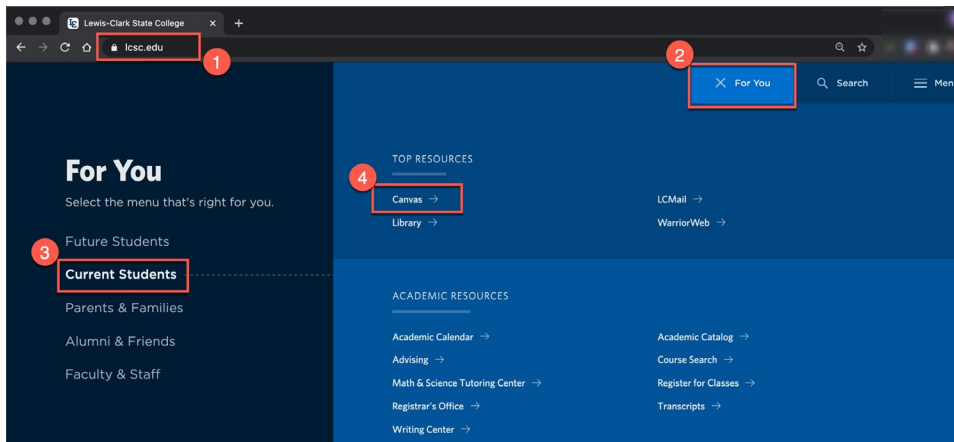 Lewis-Clark State College
lcsc.edu
1
2
For You
Search
Men
For You
Select the menu that's right for you.
Future Students
3
Current Students
Parents & Families
Alumni & Friends
Faculty & Staff
TOP RESOURCES
4
Canvas →
LCMail →
Library →
WarriorWeb →
ACADEMIC RESOURCES
Academic Calendar →
Academic Catalog →
Advising →
Course Search →
Math & Science Tutoring Center →
Register for Classes →
Registrar's Office →
Transcripts →
Writing Center →